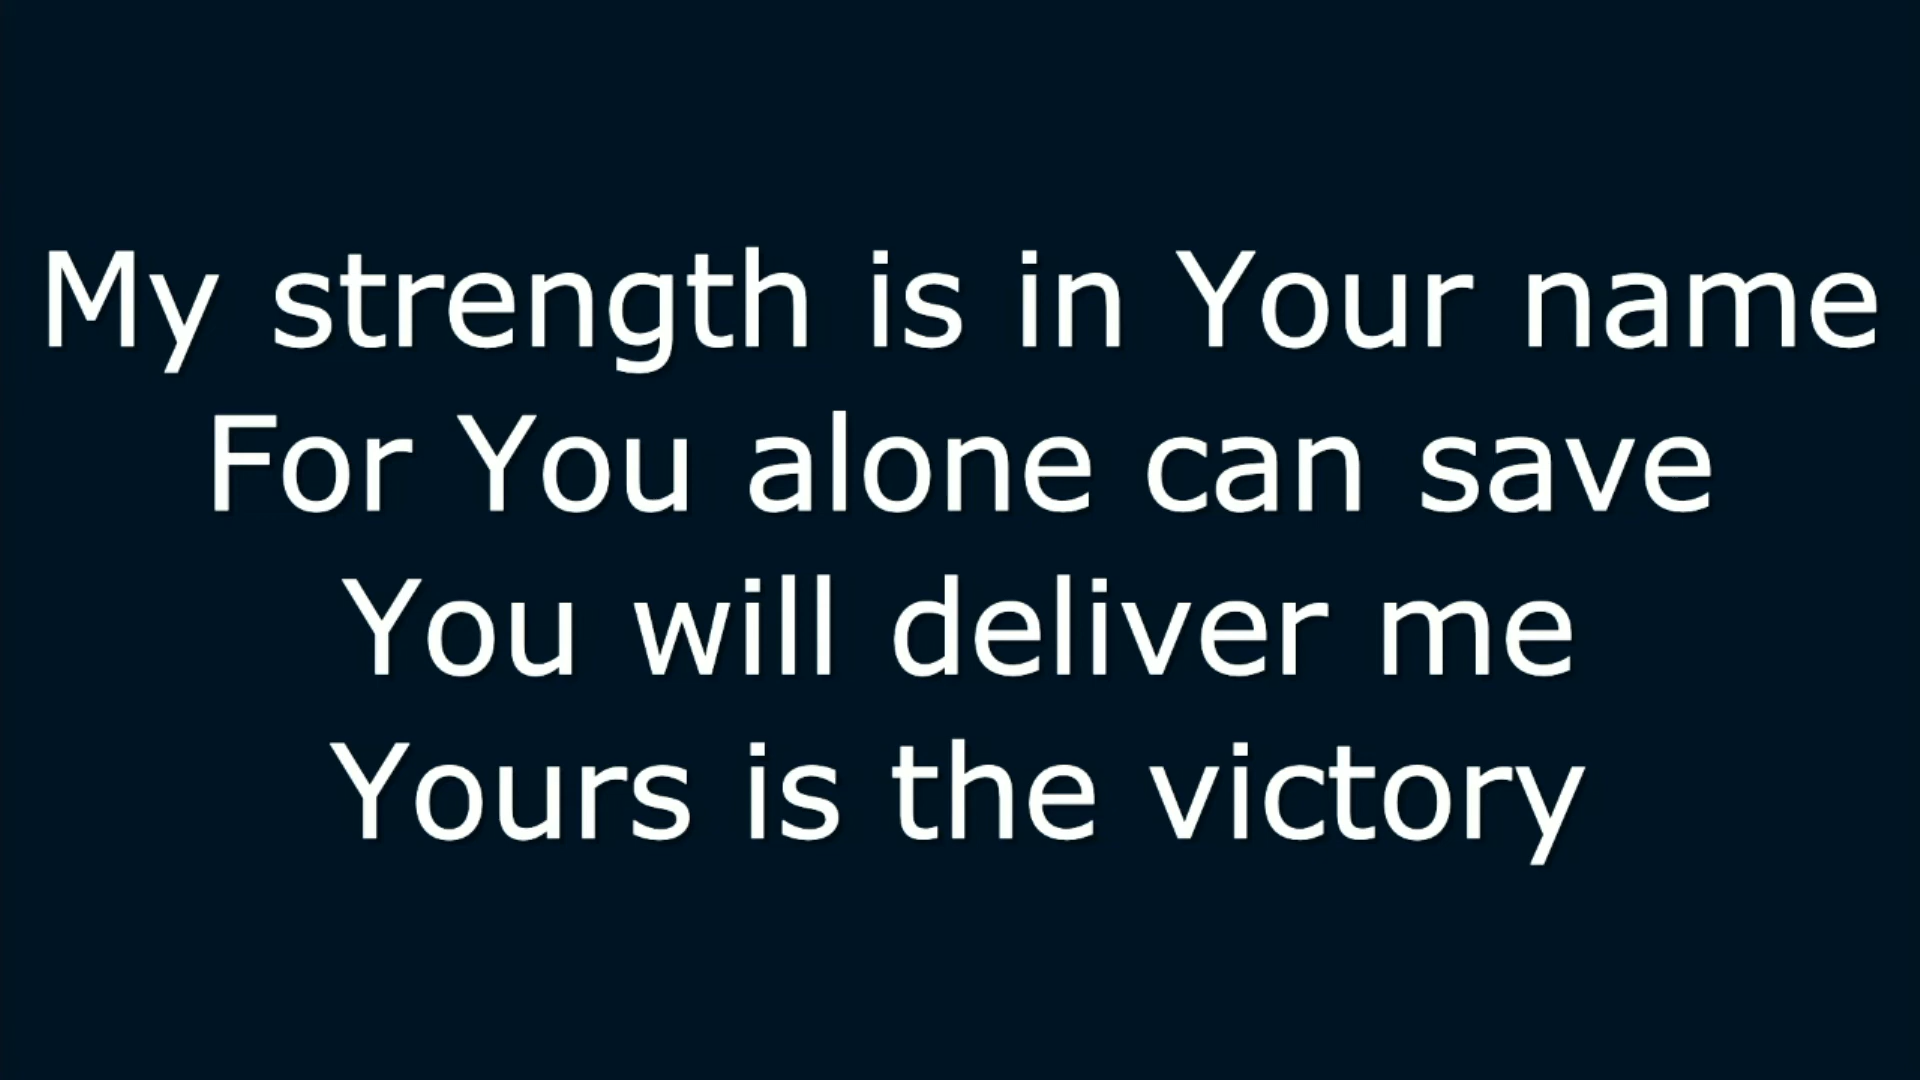 My strength is in Your name
For You alone can save
You will deliver me
Yours is the victory